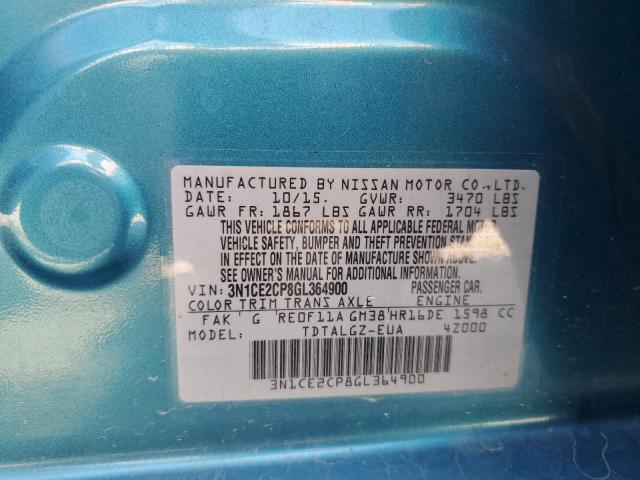 MANUFACTURED BY NISSAN MOTOR CO.,LTD.
DATE: 10/15. GVWR: 3470 LBS
GAWR FR: 1867 LBS GAWR RR: 1704 LBS
THIS VEHICLE CONFORMS TO ALL APPLICABLE FEDERAL MOTOR
VEHICLE SAFETY, BUMPER AND THEFT PREVENTION STAN
IN EFFECT ON THE DATE OF MANUFACTURE SHOWN ABOVE.
SEE OWNER'S MANUAL FOR ADDITIONAL INFORMATION.
VIN: 3N1CE2CP8GL364900 PASSENGER CAR.
COLOR TRIM TRANS AXLE ENGINE
FAK ' G ' RE0F11A GM38 ' HR16DE 1598 CC
MODEL: TDTALGZ-EUA 4Z000
3N1CE2CP8GL364900